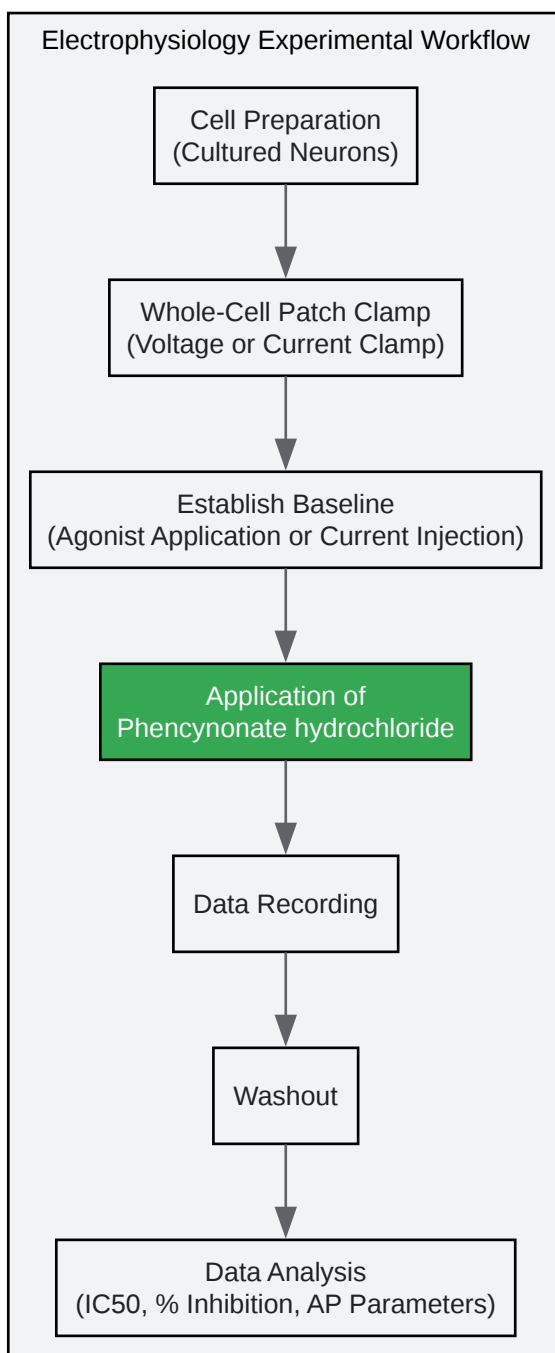 Electrophysiology Experimental Workflow
Cell Preparation
(Cultured Neurons)
Whole-Cell Patch Clamp
(Voltage or Current Clamp)
Establish Baseline
(Agonist Application or Current Injection)
Application of
Phencynonate hydrochloride
Data Recording
Washout
Data Analysis
(IC50, % Inhibition, AP Parameters)